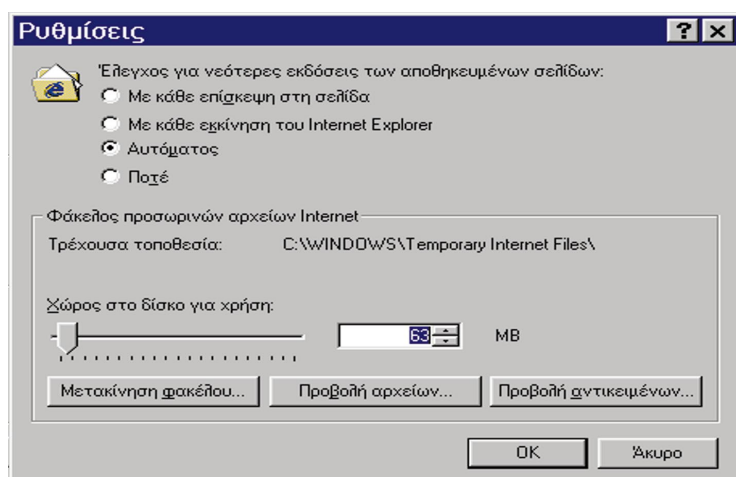 Ρυθμίσεις
Έλεγχος για νεότερες εκδόσεις των αποθηκευμένων σελίδων:
Με κάθε επίσκεψη στη σελίδα
Με κάθε εκκίνηση του Internet Explorer
Αυτόματος
Ποτέ
Φάκελος προσωρινών αρχείων Internet
Τρέχουσα τοποθεσία: C:\WINDOWS\Temporary Internet Files\
Χώρος στο δίσκο για χρήση:
63 MB
Μετακίνηση φακέλου... Προβολή αρχείων... Προβολή αντικειμένων...
OK Άκυρο